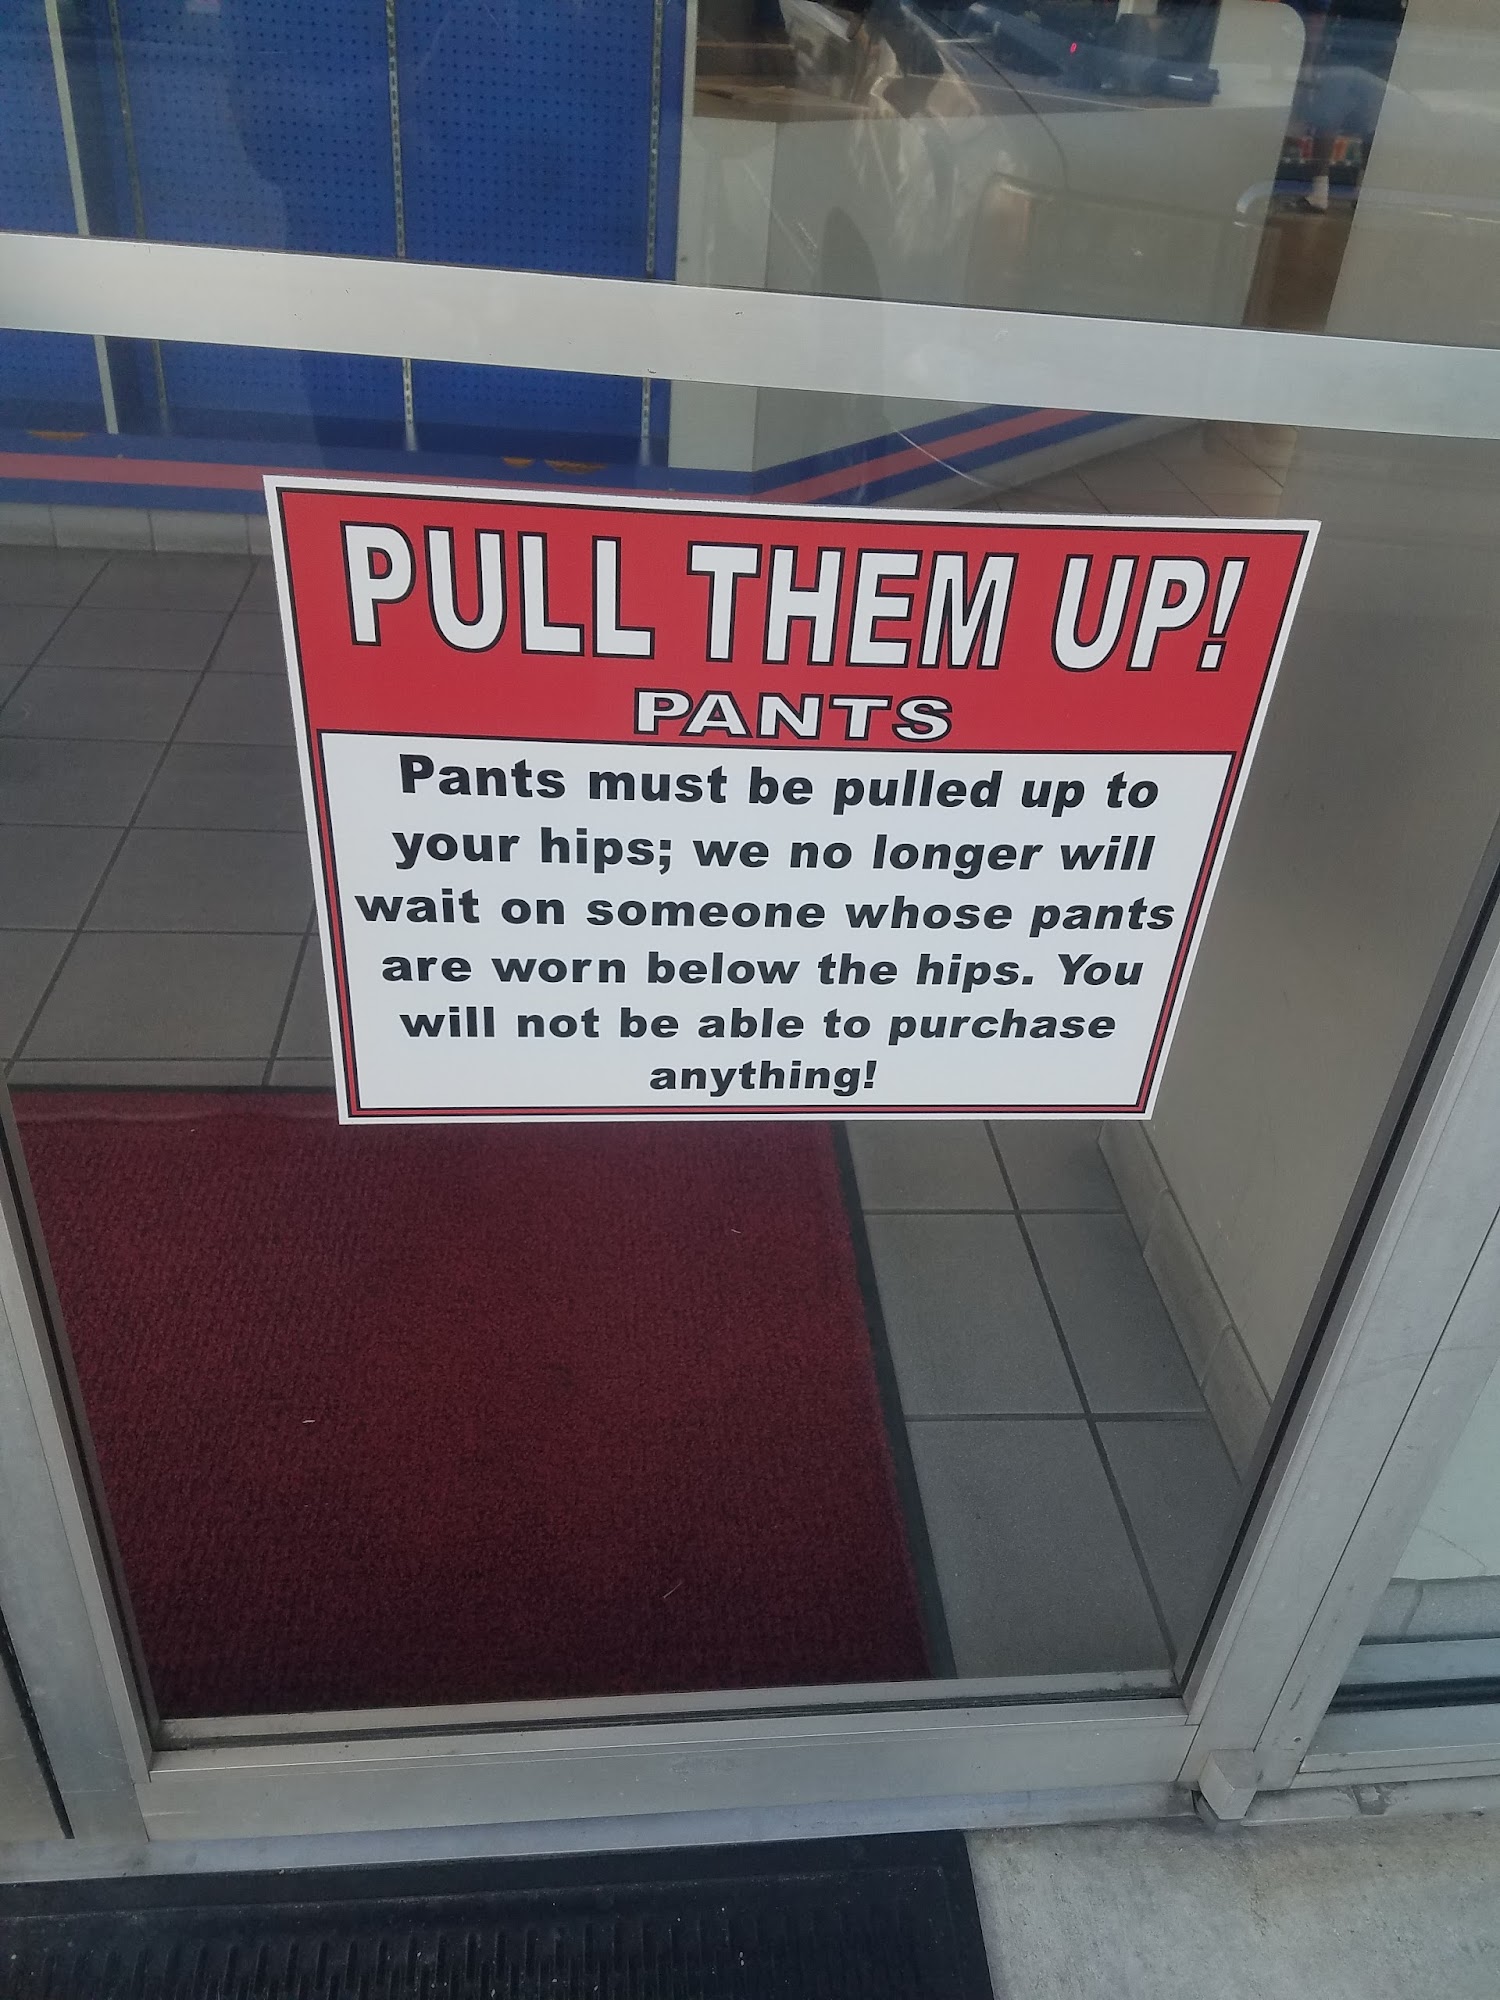 PULL THEM UP!
PANTS
Pants must be pulled up to
your hips; we no longer will
wait on someone whose pants
are worn below the hips. You
will not be able to purchase
anything!